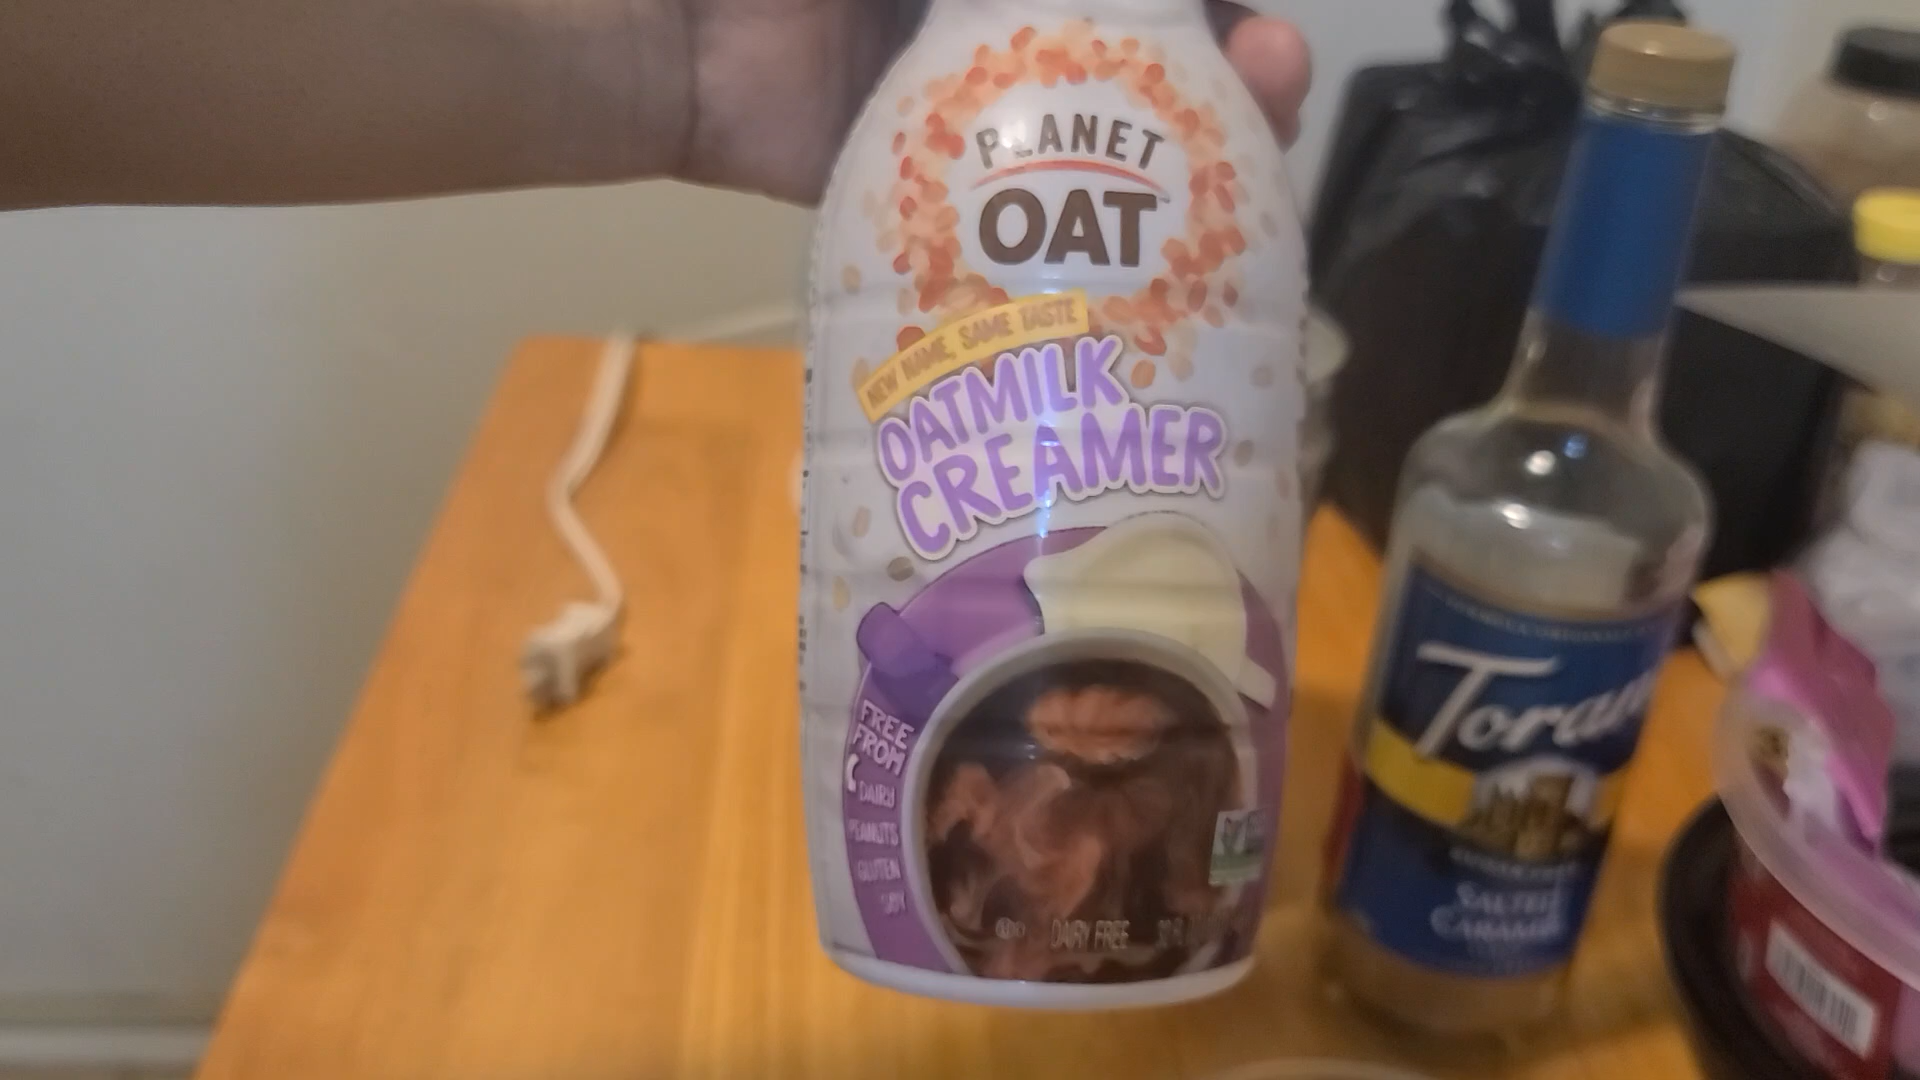 PLANET
OAT
NEW NAME, SAME TASTE
OATMILK
CREAMER
FREE
FROM
DAIRY
PEANUTS
GLUTEN
SOY
DAIRY FREE
Torani
SALTED
CARAMEL